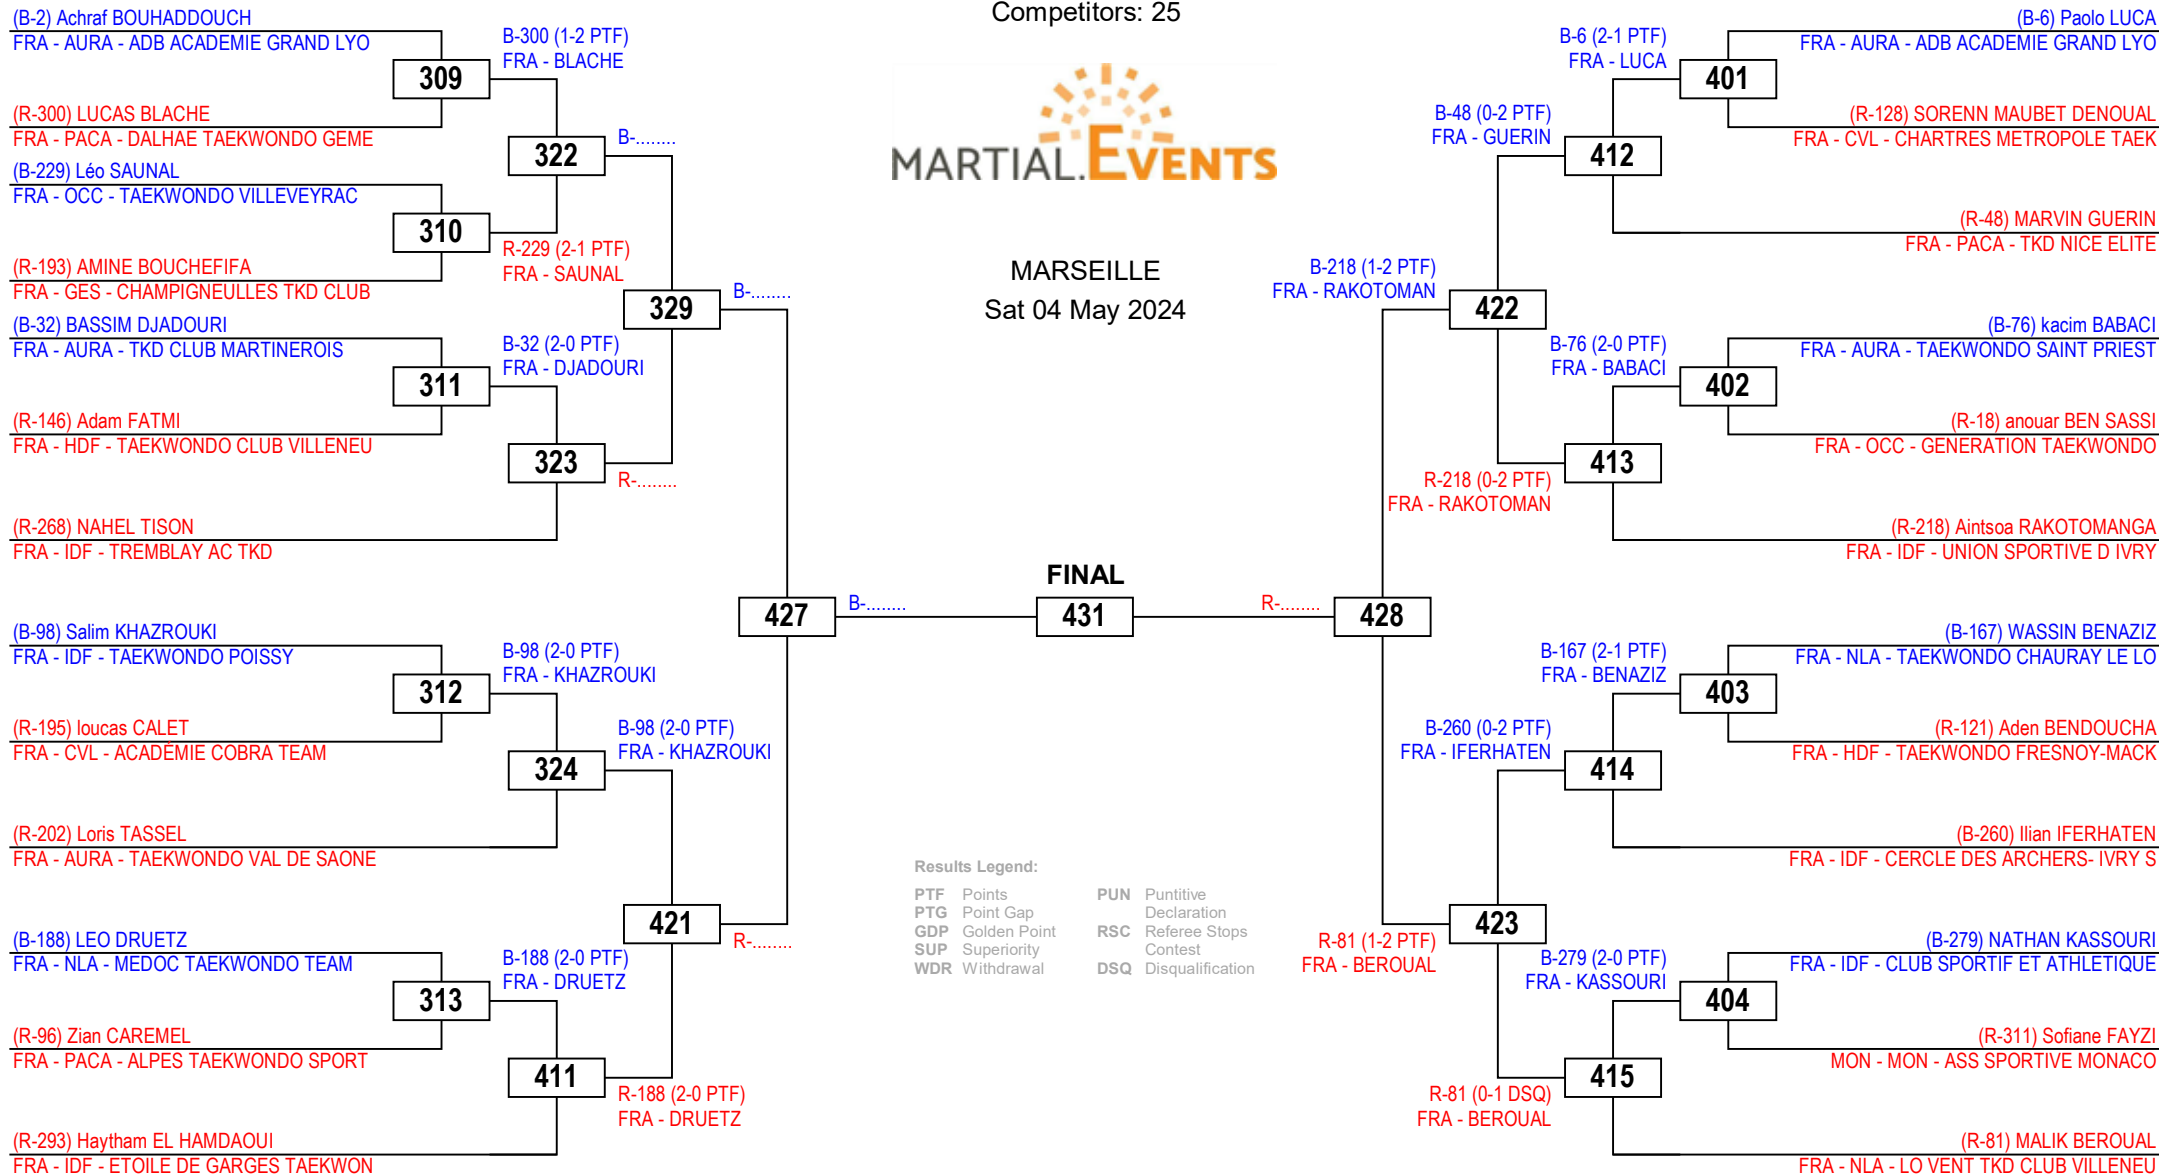 Competitors: 25
MARTIAL.EVENTS
MARSEILLE
Sat 04 May 2024
(B-2) Achraf BOUHADDOUCH
FRA - AURA - ADB ACADEMIE GRAND LYO
309
(R-300) LUCAS BLACHE
FRA - PACA - DALHAE TAEKWONDO GEME
B-300 (1-2 PTF)
FRA - BLACHE
322
B-........
(B-229) Léo SAUNAL
FRA - OCC - TAEKWONDO VILLEVEYRAC
310
(R-193) AMINE BOUCHEFIFA
FRA - GES - CHAMPIGNEULLES TKD CLUB
R-229 (2-1 PTF)
FRA - SAUNAL
329
B-........
(B-32) BASSIM DJADOURI
FRA - AURA - TKD CLUB MARTINEROIS
311
(R-146) Adam FATMI
FRA - HDF - TAEKWONDO CLUB VILLENEU
B-32 (2-0 PTF)
FRA - DJADOURI
323
R-........
(R-268) NAHEL TISON
FRA - IDF - TREMBLAY AC TKD
427
B-........
(B-98) Salim KHAZROUKI
FRA - IDF - TAEKWONDO POISSY
312
(R-195) loucas CALET
FRA - CVL - ACADÉMIE COBRA TEAM
B-98 (2-0 PTF)
FRA - KHAZROUKI
324
B-98 (2-0 PTF)
FRA - KHAZROUKI
(R-202) Loris TASSEL
FRA - AURA - TAEKWONDO VAL DE SAONE
421
R-........
(B-188) LEO DRUETZ
FRA - NLA - MEDOC TAEKWONDO TEAM
313
(R-96) Zian CAREMEL
FRA - PACA - ALPES TAEKWONDO SPORT
B-188 (2-0 PTF)
FRA - DRUETZ
411
R-188 (2-0 PTF)
FRA - DRUETZ
(R-293) Haytham EL HAMDAOUI
FRA - IDF - ETOILE DE GARGES TAEKWON
FINAL
431
Results Legend:
PTF Points
PTG Point Gap
GDP Golden Point
SUP Superiority
WDR Withdrawal
PUN Puntitive
Declaration
RSC Referee Stops
Contest
DSQ Disqualification
(B-6) Paolo LUCA
FRA - AURA - ADB ACADEMIE GRAND LYO
401
(R-128) SORENN MAUBET DENOUAL
FRA - CVL - CHARTRES METROPOLE TAEK
B-6 (2-1 PTF)
FRA - LUCA
412
B-48 (0-2 PTF)
FRA - GUERIN
(R-48) MARVIN GUERIN
FRA - PACA - TKD NICE ELITE
B-218 (1-2 PTF)
FRA - RAKOTOMAN
422
(B-76) kacim BABACI
FRA - AURA - TAEKWONDO SAINT PRIEST
402
(R-18) anouar BEN SASSI
FRA - OCC - GENERATION TAEKWONDO
B-76 (2-0 PTF)
FRA - BABACI
413
R-218 (0-2 PTF)
FRA - RAKOTOMAN
(R-218) Aintsoa RAKOTOMANGA
FRA - IDF - UNION SPORTIVE D IVRY
R-........
428
(B-167) WASSIN BENAZIZ
FRA - NLA - TAEKWONDO CHAURAY LE LO
403
(R-121) Aden BENDOUCHA
FRA - HDF - TAEKWONDO FRESNOY-MACK
B-167 (2-1 PTF)
FRA - BENAZIZ
414
B-260 (0-2 PTF)
FRA - IFERHATEN
(B-260) Ilian IFERHATEN
FRA - IDF - CERCLE DES ARCHERS- IVRY S
423
R-81 (1-2 PTF)
FRA - BEROUAL
(B-279) NATHAN KASSOURI
FRA - IDF - CLUB SPORTIF ET ATHLETIQUE
404
(R-311) Sofiane FAYZI
MON - MON - ASS SPORTIVE MONACO
B-279 (2-0 PTF)
FRA - KASSOURI
415
R-81 (0-1 DSQ)
FRA - BEROUAL
(R-81) MALIK BEROUAL
FRA - NLA - LO VENT TKD CLUB VILLENEU